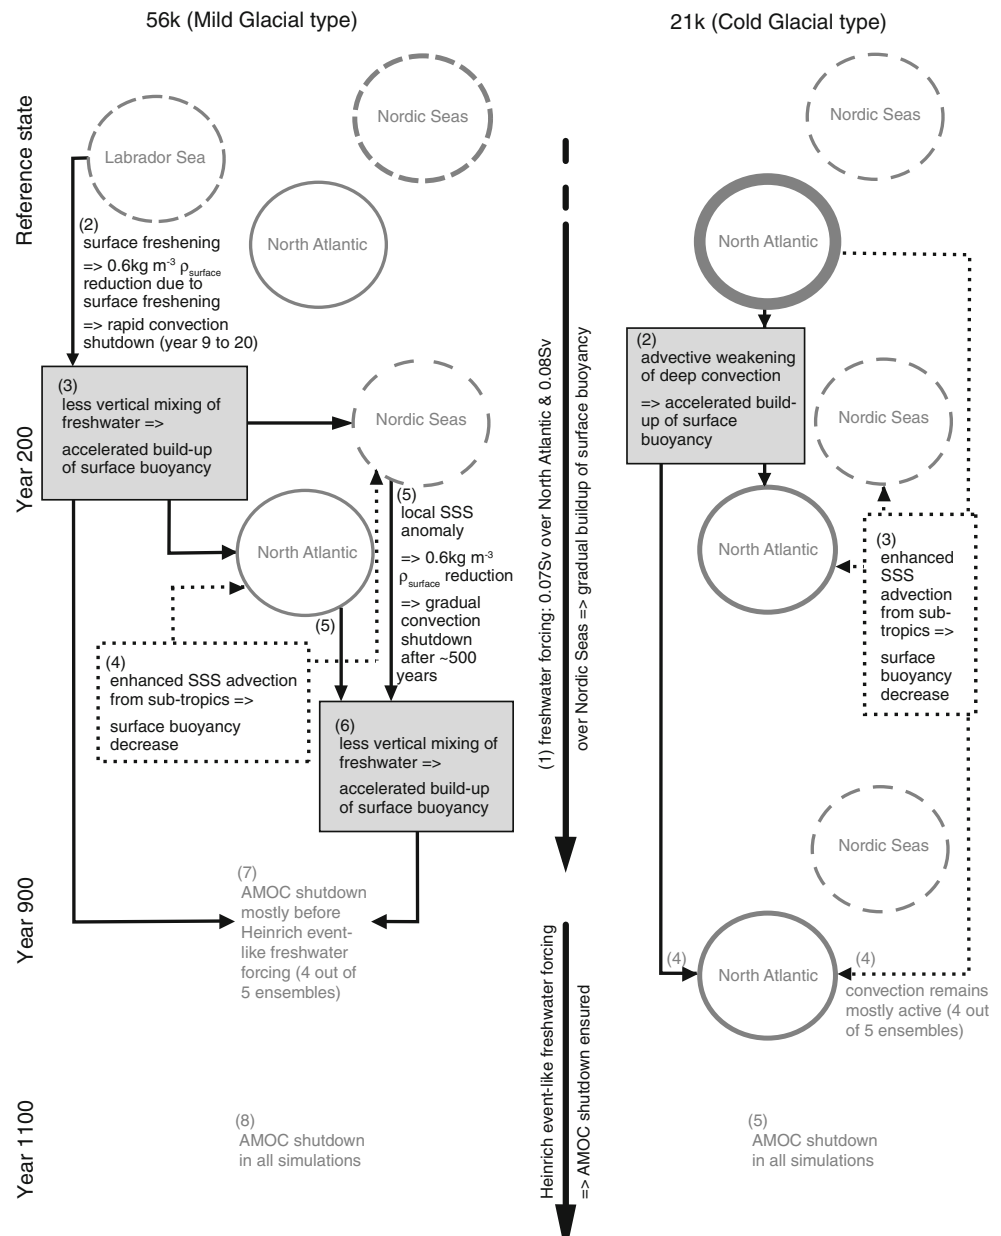 56k (Mild Glacial type)
21k (Cold Glacial type)
Reference state
Labrador Sea
Nordic Seas
North Atlantic
(2)
surface freshening
=> 0.6kg m-3 ρsurface
reduction due to
surface freshening
=> rapid convection
shutdown (year 9 to 20)
Year 200
(3)
less vertical mixing of
freshwater =>
accelerated build-up
of surface buoyancy
Nordic Seas
North Atlantic
(5)
local SSS
anomaly
=> 0.6kg m-3
ρsurface reduction
=> gradual
convection
shutdown
after ~500
years
(5)
(4)
enhanced SSS advection
from sub-tropics =>
surface buoyancy
decrease
(6)
less vertical mixing of
freshwater =>
accelerated build-up
of surface buoyancy
Year 900
(7)
AMOC shutdown
mostly before
Heinrich event-
like freshwater
forcing (4 out of
5 ensembles)
Year 1100
(8)
AMOC shutdown
in all simulations
(1) freshwater forcing: 0.07Sv over North Atlantic & 0.08Sv
over Nordic Seas => gradual buildup of surface buoyancy
Heinrich event-like freshwater forcing
=> AMOC shutdown ensured
Nordic Seas
North Atlantic
(2)
advective weakening
of deep convection
=> accelerated build-
up of surface
buoyancy
Nordic Seas
North Atlantic
(3)
enhanced
SSS
advection
from sub-
tropics =>
surface
buoyancy
decrease
Nordic Seas
(4)
North Atlantic
(4)
convection remains
mostly active (4 out
of 5 ensembles)
(5)
AMOC shutdown
in all simulations